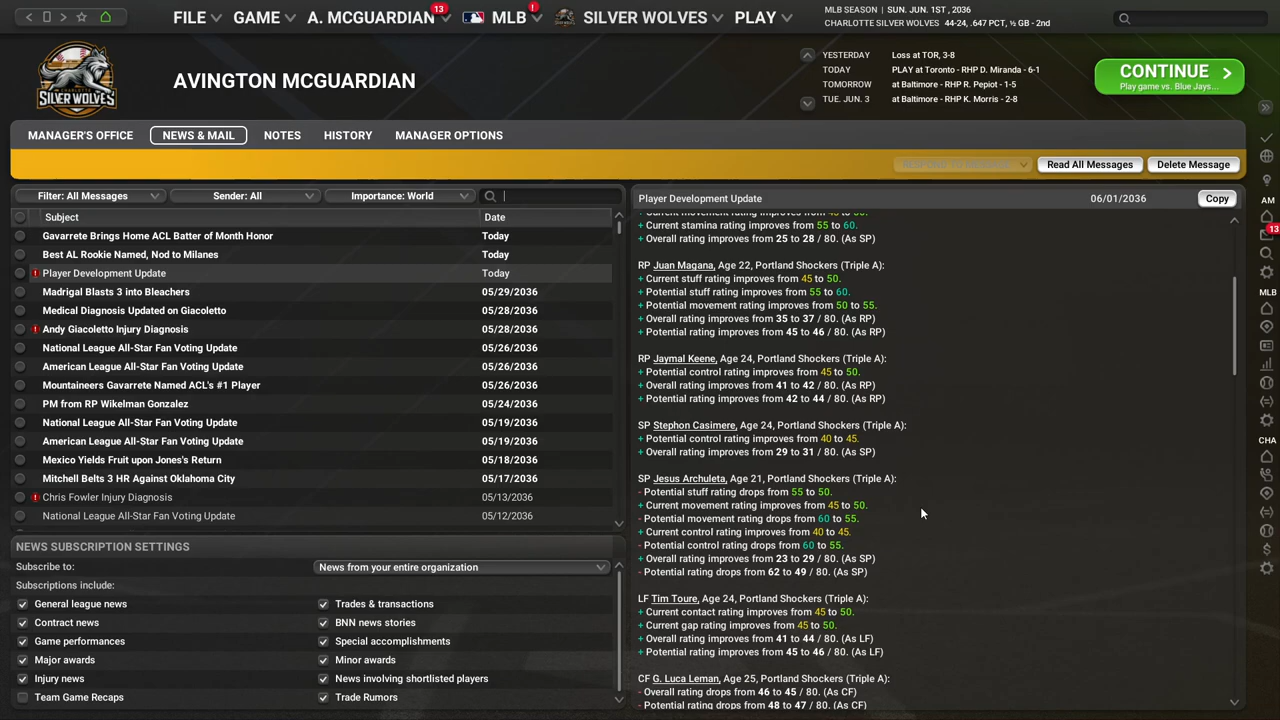 FILE
GAME
A. MCGUARDIAN
13
MLB
!
SILVER WOLVES
PLAY
MLB SEASON | SUN. JUN. 1ST , 2036
CHARLOTTE SILVER WOLVES 44-24, .647 PCT, ½ GB - 2nd
SILVER WOLVES
AVINGTON MCGUARDIAN
YESTERDAY Loss at TOR, 3-8
TODAY PLAY at Toronto - RHP D. Miranda - 6-1
TOMORROW at Baltimore - RHP R. Pepiot - 1-5
TUE. JUN. 3 at Baltimore - RHP K. Morris - 2-8
CONTINUE
Play game vs. Blue Jays...
MANAGER'S OFFICE
NEWS & MAIL
NOTES
HISTORY
MANAGER OPTIONS
Read All Messages
Delete Message
Filter: All Messages
Sender: All
Importance: World
Subject Date
Gavarrete Brings Home ACL Batter of Month Honor Today
Best AL Rookie Named, Nod to Milanes Today
! Player Development Update Today
Madrigal Blasts 3 into Bleachers 05/29/2036
Medical Diagnosis Updated on Giacoletto 05/28/2036
! Andy Giacoletto Injury Diagnosis 05/28/2036
National League All-Star Fan Voting Update 05/26/2036
American League All-Star Fan Voting Update 05/26/2036
Mountaineers Gavarrete Named ACL's #1 Player 05/26/2036
PM from RP Wikelman Gonzalez 05/24/2036
National League All-Star Fan Voting Update 05/19/2036
American League All-Star Fan Voting Update 05/19/2036
Mexico Yields Fruit upon Jones's Return 05/18/2036
Mitchell Belts 3 HR Against Oklahoma City 05/17/2036
! Chris Fowler Injury Diagnosis 05/13/2036
National League All-Star Fan Voting Update 05/12/2036
NEWS SUBSCRIPTION SETTINGS
Subscribe to: News from your entire organization
Subscriptions include:
General league news Trades & transactions
Contract news BNN news stories
Game performances Special accomplishments
Major awards Minor awards
Injury news News involving shortlisted players
Team Game Recaps Trade Rumors
Player Development Update 06/01/2036 Copy
+ Current movement rating improves from 45 to 50.
+ Current stamina rating improves from 55 to 60.
+ Overall rating improves from 25 to 28 / 80. (As SP)
RP Juan Magana, Age 22, Portland Shockers (Triple A):
+ Current stuff rating improves from 45 to 50.
+ Potential stuff rating improves from 55 to 60.
+ Potential movement rating improves from 50 to 55.
+ Overall rating improves from 35 to 37 / 80. (As RP)
+ Potential rating improves from 45 to 46 / 80. (As RP)
RP Jaymal Keene, Age 24, Portland Shockers (Triple A):
+ Potential control rating improves from 45 to 50.
+ Overall rating improves from 41 to 42 / 80. (As RP)
+ Potential rating improves from 42 to 44 / 80. (As RP)
SP Stephon Casimere, Age 24, Portland Shockers (Triple A):
+ Potential control rating improves from 40 to 45.
+ Overall rating improves from 29 to 31 / 80. (As SP)
SP Jesus Archuleta, Age 21, Portland Shockers (Triple A):
- Potential stuff rating drops from 55 to 50.
+ Current movement rating improves from 45 to 50.
- Potential movement rating drops from 60 to 55.
+ Current control rating improves from 40 to 45.
- Potential control rating drops from 60 to 55.
+ Overall rating improves from 23 to 29 / 80. (As SP)
- Potential rating drops from 62 to 49 / 80. (As SP)
LF Tim Toure, Age 24, Portland Shockers (Triple A):
+ Current contact rating improves from 45 to 50.
+ Current gap rating improves from 45 to 50.
+ Overall rating improves from 41 to 44 / 80. (As LF)
+ Potential rating improves from 45 to 46 / 80. (As LF)
CF G. Luca Leman, Age 25, Portland Shockers (Triple A):
- Overall rating drops from 46 to 45 / 80. (As CF)
- Potential rating drops from 48 to 47 / 80. (As CF)
AM
13
MLB
CHA